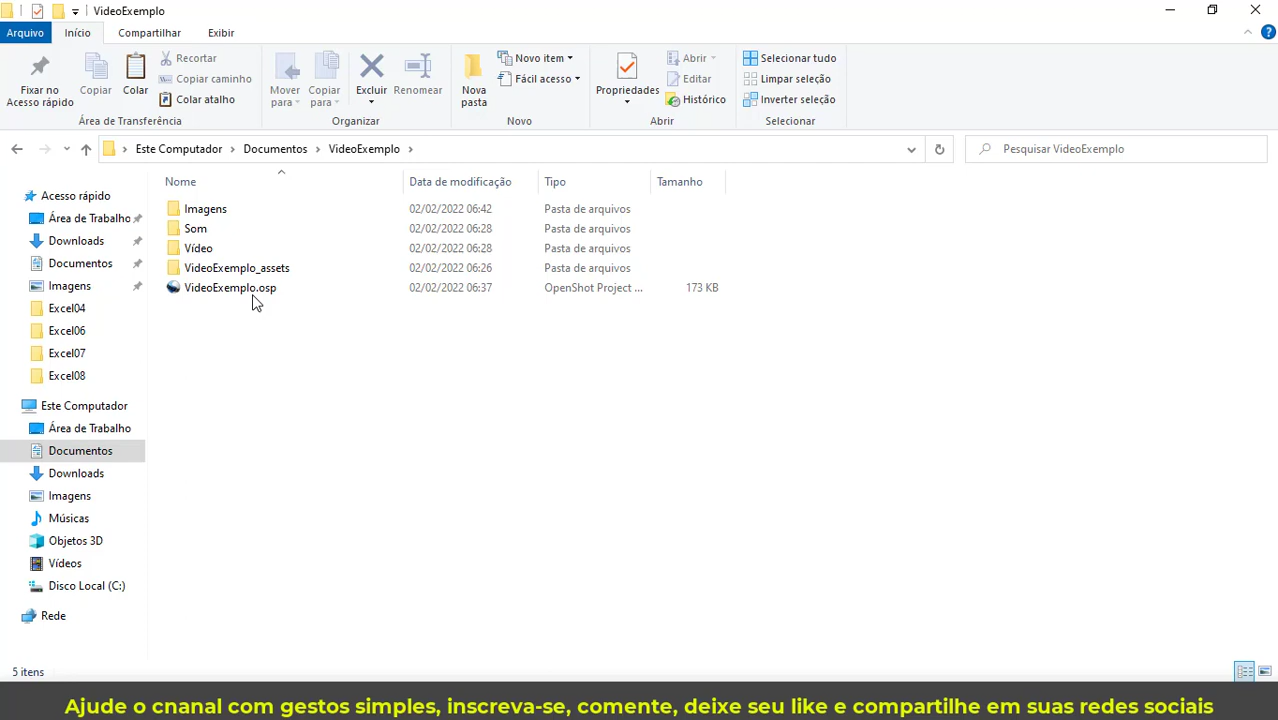 VideoExemplo
Arquivo Início Compartilhar Exibir
Fixar no Acesso rápido
Copiar
Colar
Recortar
Copiar caminho
Colar atalho
Área de Transferência
Mover para
Copiar para
Excluir
Renomear
Organizar
Nova pasta
Novo item
Fácil acesso
Novo
Propriedades
Abrir
Editar
Histórico
Abrir
Selecionar tudo
Limpar seleção
Inverter seleção
Selecionar
Este Computador > Documentos > VideoExemplo >
Pesquisar VideoExemplo
Nome Data de modificação Tipo Tamanho
Imagens 02/02/2022 06:42 Pasta de arquivos
Som 02/02/2022 06:28 Pasta de arquivos
Vídeo 02/02/2022 06:28 Pasta de arquivos
VideoExemplo_assets 02/02/2022 06:26 Pasta de arquivos
VideoExemplo.osp 02/02/2022 06:37 OpenShot Project ... 173 KB
Acesso rápido
Área de Trabalho
Downloads
Documentos
Imagens
Excel04
Excel06
Excel07
Excel08
Este Computador
Área de Trabalho
Documentos
Downloads
Imagens
Músicas
Objetos 3D
Vídeos
Disco Local (C:)
Rede
5 itens
Ajude o cnanal com gestos simples, inscreva-se, comente, deixe seu like e compartilhe em suas redes sociais